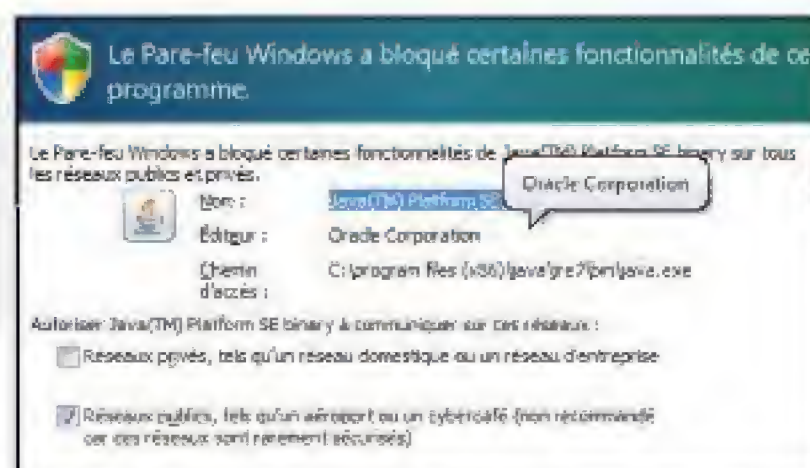 Le Pare-feu Windows a bloqué certaines fonctionnalités de ce
programme.
Le Pare-feu Windows a bloqué certaines fonctionnalités de Java(TM) Platform SE binary sur tous
les réseaux publics et privés.
Nom : Java(TM) Platform SE
Oracle Corporation
Éditeur : Oracle Corporation
Chemin d'accès : C:\program files (x86)\java\jre7\bin\java.exe
Autoriser Java(TM) Platform SE binary à communiquer sur ces réseaux :
Réseaux privés, tels qu'un réseau domestique ou un réseau d'entreprise
Réseaux publics, tels qu'un aéroport ou un cybercafé (non recommandé
car ces réseaux sont rarement sécurisés)